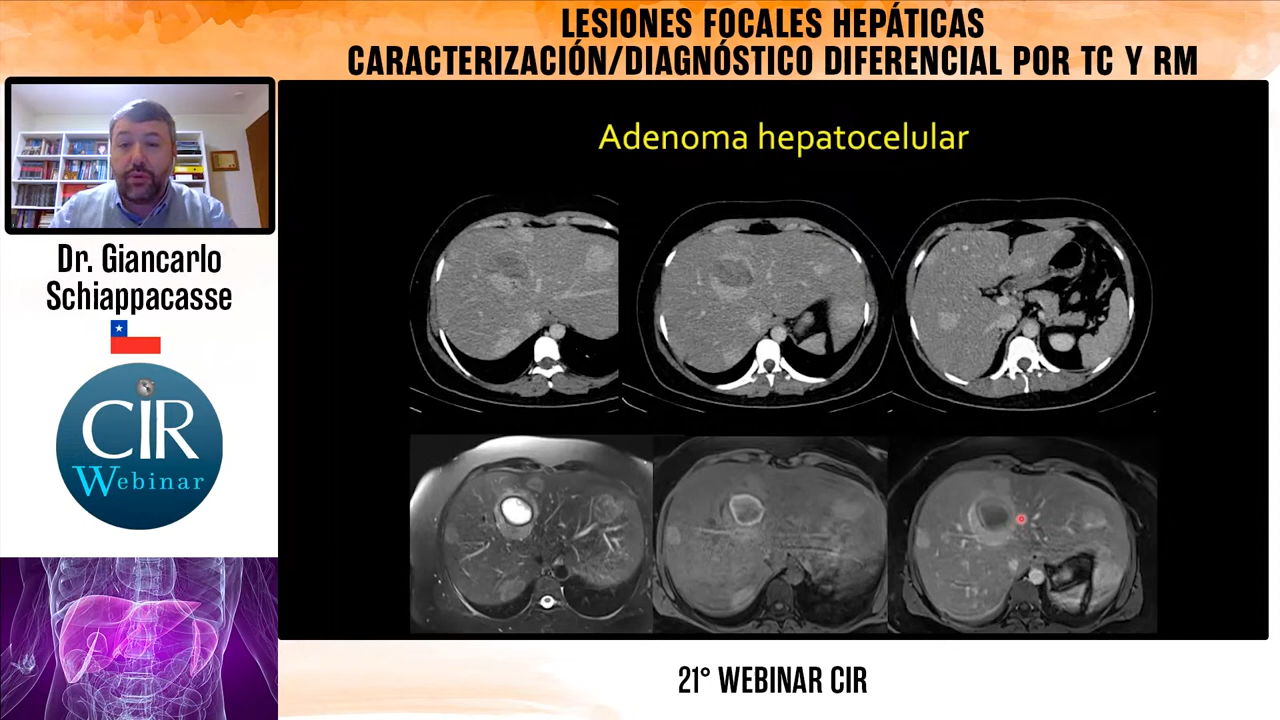 LESIONES FOCALES HEPÁTICAS
CARACTERIZACIÓN/DIAGNÓSTICO DIFERENCIAL POR TC Y RM
Adenoma hepatocelular
Dr. Giancarlo
Schiappacasse
CIR
Webinar
21° WEBINAR CIR